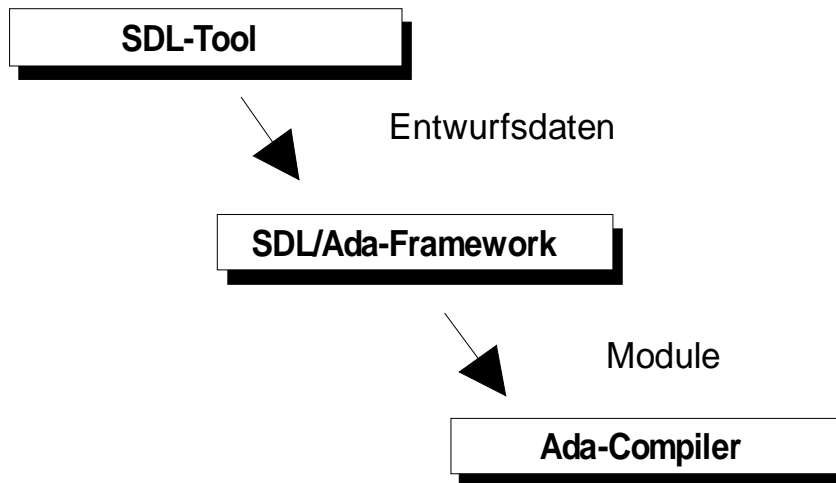 SDL-Tool
Entwurfsdaten
SDL/Ada-Framework
Module
Ada-Compiler